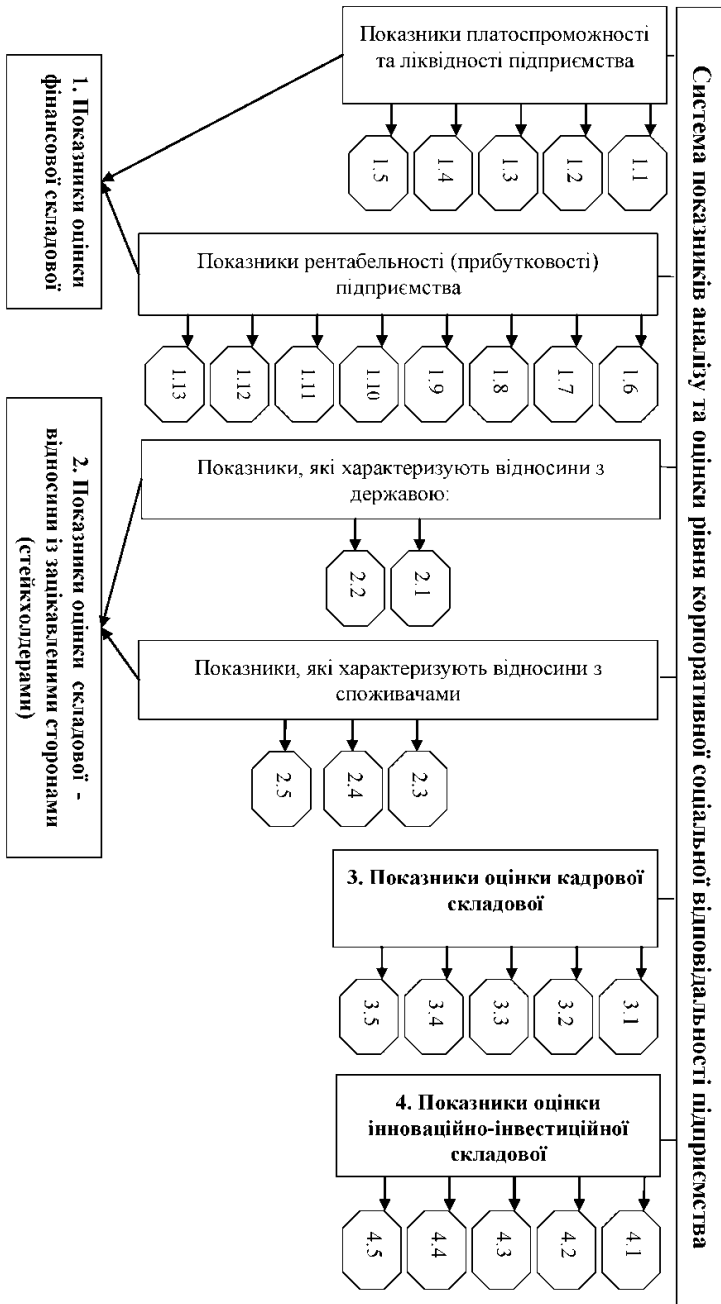 Система показників аналізу та оцінки рівня корпоративної соціальної відповідальності підприємства
Показники платоспроможності
та ліквідності підприємства
1.1
1.2
1.3
1.4
1.5
Показники рентабельності (прибутковості)
підприємства
1.6
1.7
1.8
1.9
1.10
1.11
1.12
1.13
1. Показники оцінки
фінансової складової
Показники, які характеризують відносини з
державою:
2.1
2.2
Показники, які характеризують відносини з
споживачами
2.3
2.4
2.5
2. Показники оцінки складової -
відносини із зацікавленими сторонами
(стейкхолдерами)
3. Показники оцінки кадрової
складової
3.1
3.2
3.3
3.4
3.5
4. Показники оцінки
інноваційно-інвестиційної
складової
4.1
4.2
4.3
4.4
4.5